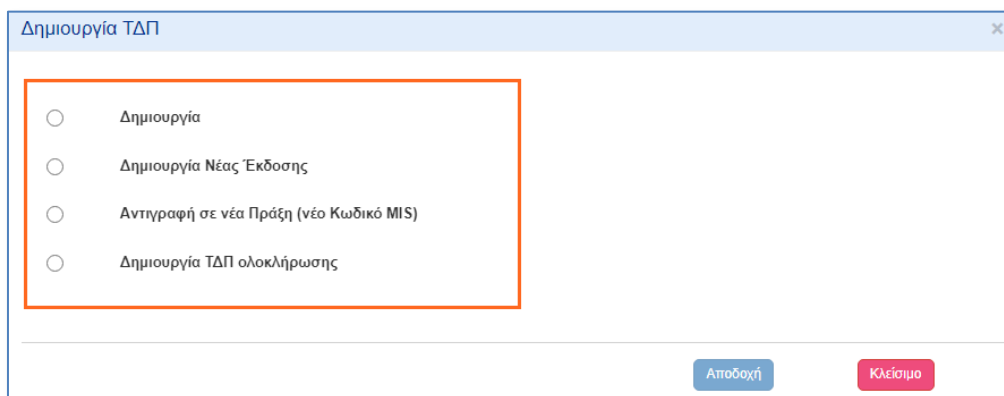 Δημιουργία ΤΔΠ
Δημιουργία
Δημιουργία Νέας Έκδοσης
Αντιγραφή σε νέα Πράξη (νέο Κωδικό MIS)
Δημιουργία ΤΔΠ ολοκλήρωσης
Αποδοχή Κλείσιμο